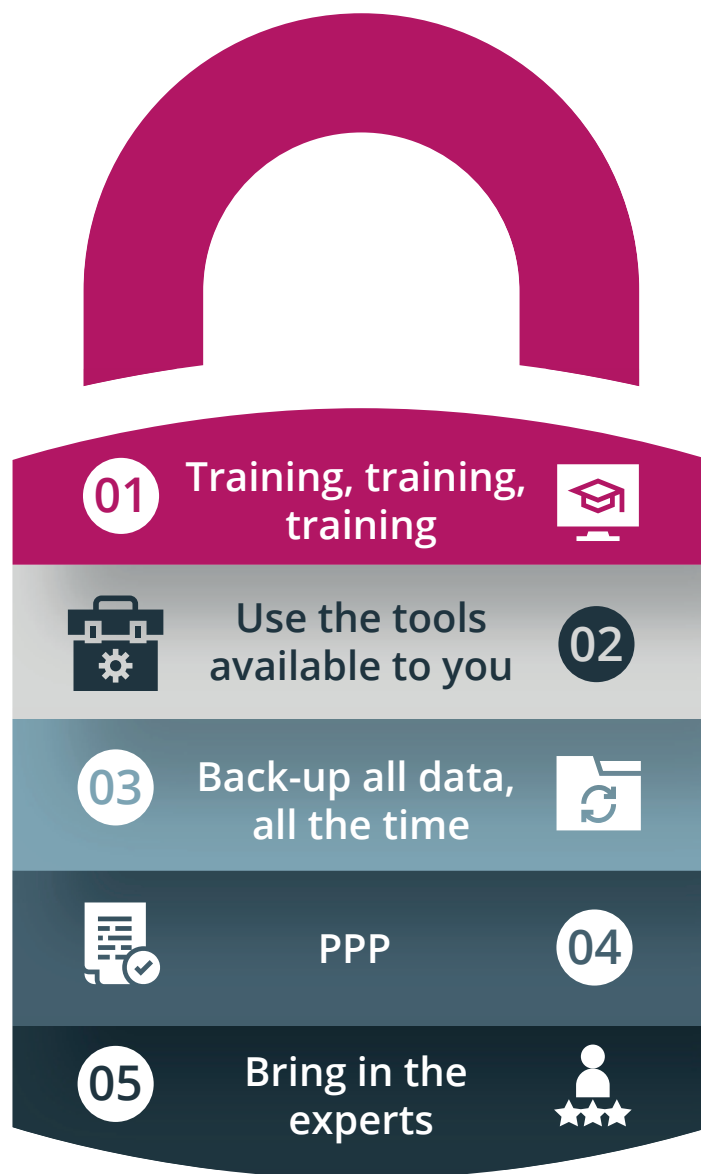 01
Training, training,
training
Use the tools
available to you
02
03
Back-up all data,
all the time
PPP
04
05
Bring in the
experts